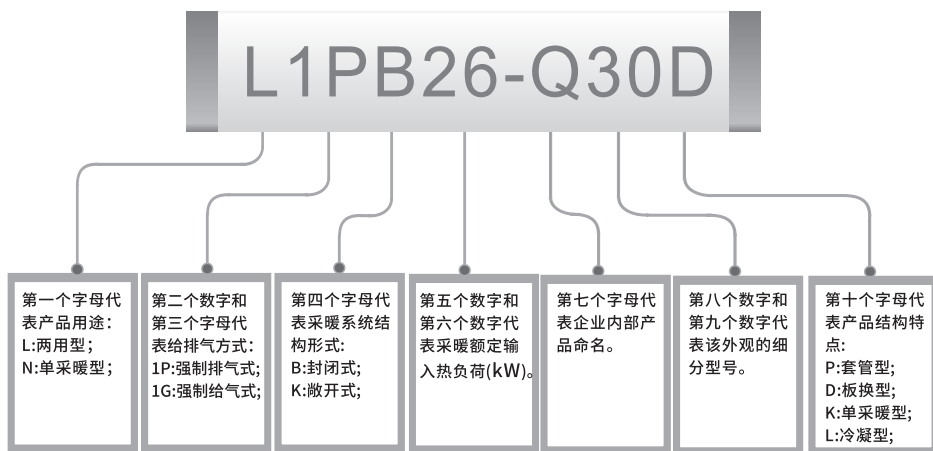 L1PB26-Q30D
第一个字母代
表产品用途：
L:两用型；
N:单采暖型；
第二个数字和
第三个字母代
表给排气方式：
1P:强制排气式;
1G:强制给气式;
第四个字母代
表采暖系统结
构形式:
B:封闭式;
K:敞开式;
第五个数字和
第六个数字代
表采暖额定输
入热负荷(kW)。
第七个字母代
表企业内部产
品命名。
第八个数字和
第九个数字代
表该外观的细
分型号。
第十个字母代
表产品结构特
点:
P:套管型;
D:板换型;
K:单采暖型;
L:冷凝型;